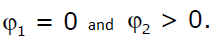 φ₁ = 0 and φ₂ > 0.